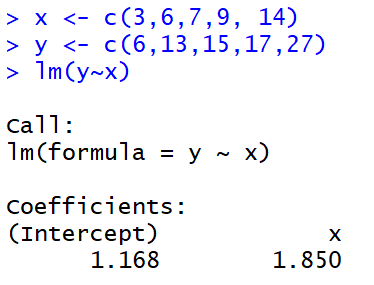 > x <- c(3,6,7,9, 14)
> y <- c(6,13,15,17,27)
> lm(y~x)
Call:
lm(formula = y ~ x)
Coefficients:
(Intercept) x
1.168 1.850